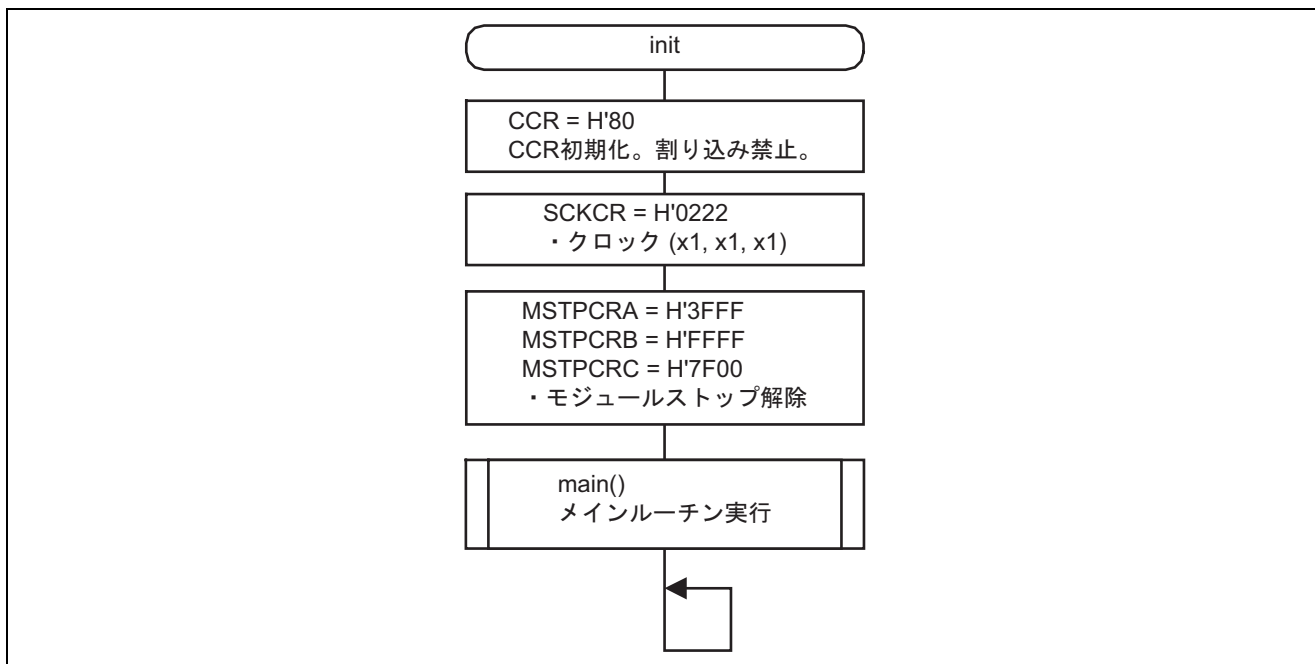 init
CCR = H'80
CCR初期化。割り込み禁止。
SCKCR = H'0222
・クロック (x1, x1, x1)
MSTPCRA = H'3FFF
MSTPCRB = H'FFFF
MSTPCRC = H'7F00
・モジュールストップ解除
main()
メインルーチン実行